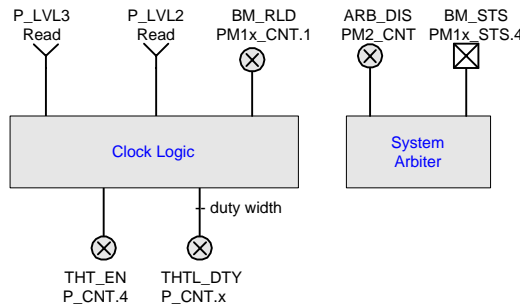 P_LVL3
Read
P_LVL2
Read
BM_RLD
PM1x_CNT.1
ARB_DIS
PM2_CNT
BM_STS
PM1x_STS.4
Clock Logic
System
Arbiter
duty width
THT_EN
P_CNT.4
THTL_DTY
P_CNT.x